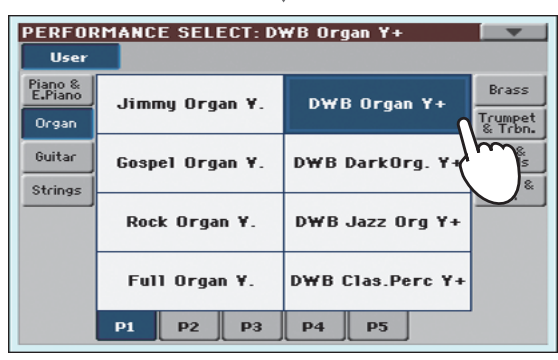 PERFORMANCE SELECT: DWB Organ Y+
User
Piano &
E.Piano
Organ
Guitar
Strings
Jimmy Organ Y.
DWB Organ Y+
Gospel Organ Y.
DWB DarkOrg. Y+
Rock Organ Y.
DWB Jazz Org Y+
Full Organ Y.
DWB Clas.Perc Y+
Brass
Trumpet
& Trbn.
&
s
&
P1 P2 P3 P4 P5